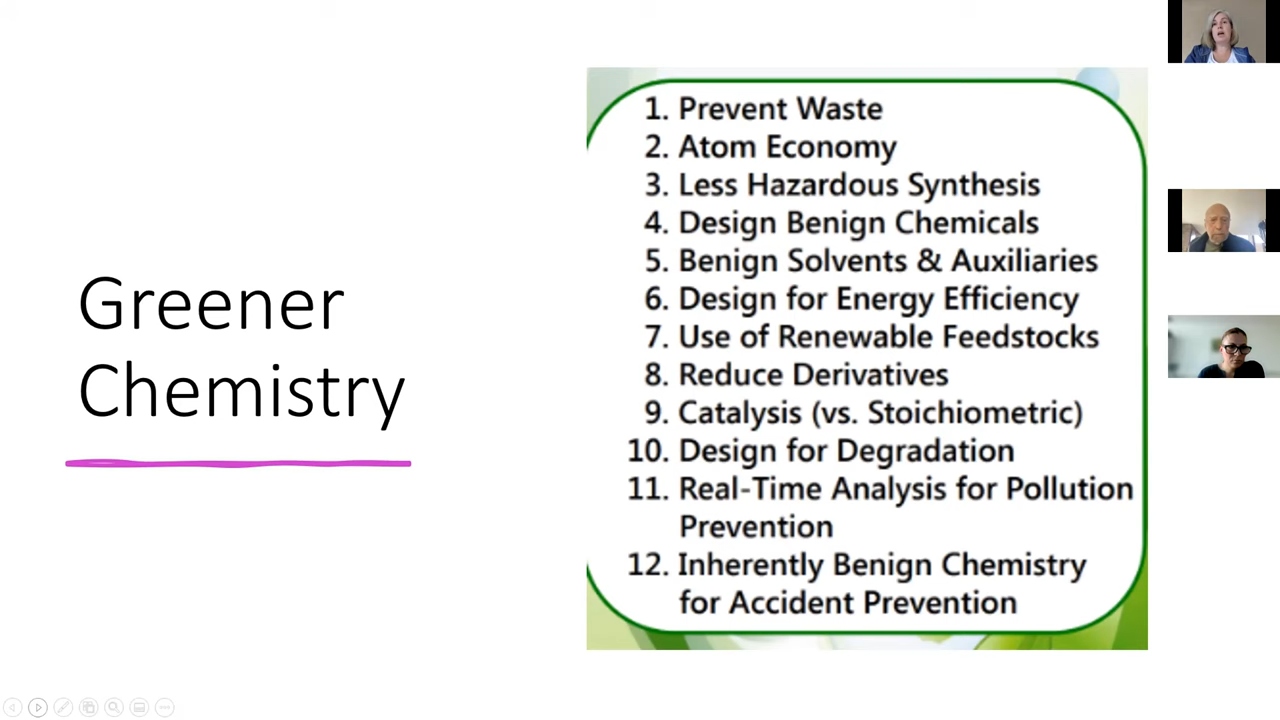 Greener
Chemistry
1. Prevent Waste
2. Atom Economy
3. Less Hazardous Synthesis
4. Design Benign Chemicals
5. Benign Solvents & Auxiliaries
6. Design for Energy Efficiency
7. Use of Renewable Feedstocks
8. Reduce Derivatives
9. Catalysis (vs. Stoichiometric)
10. Design for Degradation
11. Real-Time Analysis for Pollution
Prevention
12. Inherently Benign Chemistry
for Accident Prevention